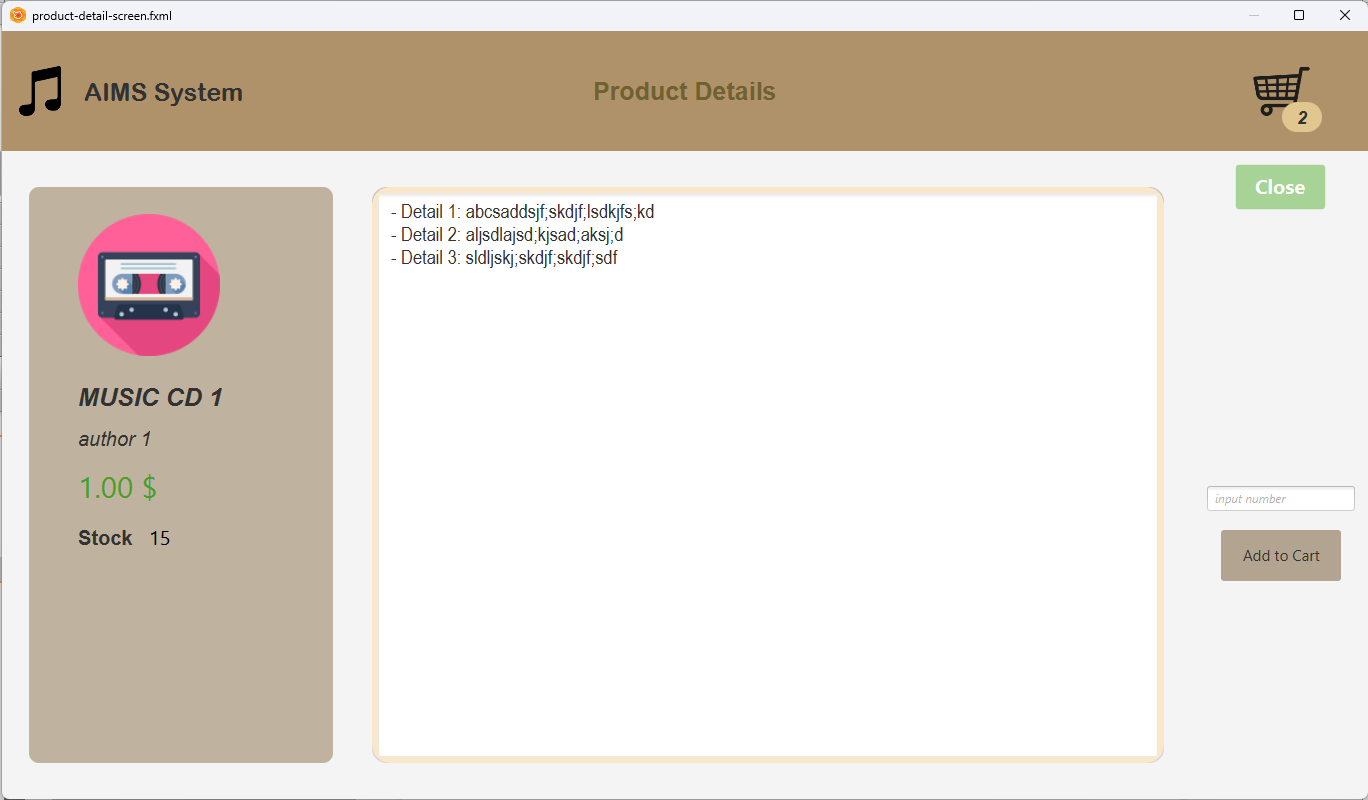 product-detail-screen.fxml
AIMS System
Product Details
2
Close
- Detail 1: abcsaddsjf;skdjf;lsdkjfs;kd
- Detail 2: aljsdlajsd;kjsad;aksj;d
- Detail 3: sldljskj;skdjf;skdjf;sdf
MUSIC CD 1
author 1
1.00 $
Stock 15
input number
Add to Cart